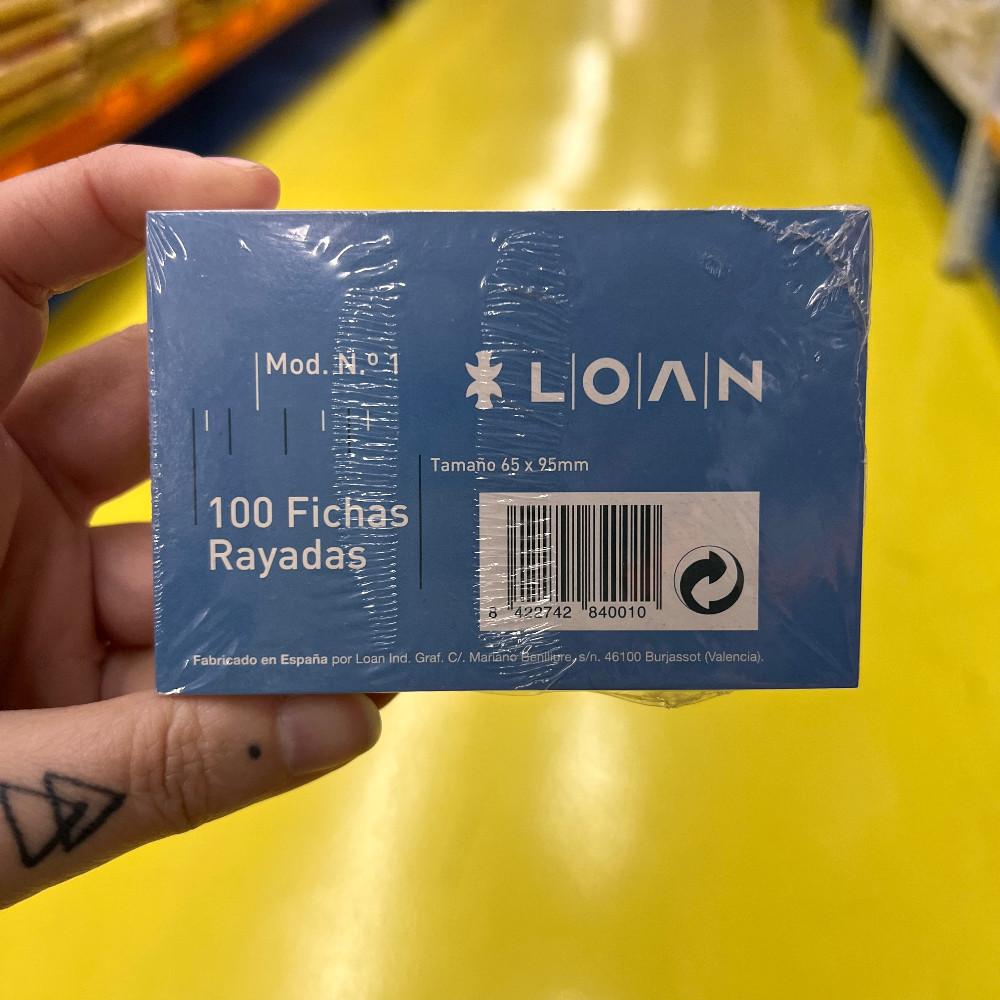 Mod. N.º 1
LOAN
Tamaño 65 x 95mm
100 Fichas
Rayadas
8 422742 840010
Fabricado en España por Loan Ind. Graf. C/. Mariano Benlliure, s/n. 46100 Burjassot (Valencia).